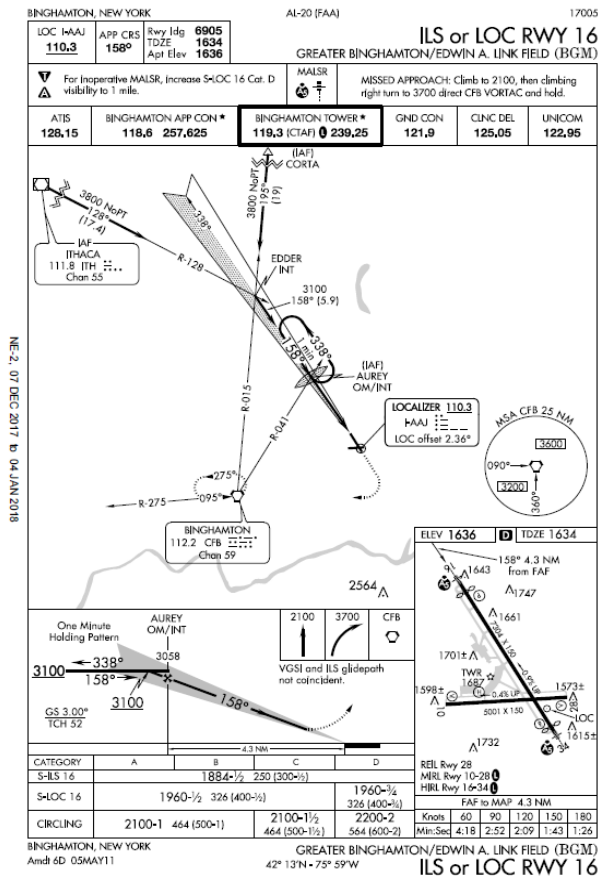 BINGHAMTON, NEW YORK
AL-20 (FAA)
17005
LOC I-AAJ
110.3
APP CRS
158°
Rwy ldg 6905
TDZE 1634
Apt Elev 1636
ILS or LOC RWY 16
GREATER BINGHAMTON/EDWIN A. LINK FIELD (BGM)
T
A
For inoperative MALSR, increase S-LOC 16 Cat. D
visibility to 1 mile.
MALSR
A5
MISSED APPROACH: Climb to 2100, then climbing
right turn to 3700 direct CFB VORTAC and hold.
ATIS
128.15
BINGHAMTON APP CON*
118.6 257.625
BINGHAMTON TOWER*
119.3 (CTAF) L 239.25
GND CON
121.9
CLNC DEL
125.05
UNICOM
122.95
(IAF)
CORTA
3800 NoPT
195°
(19)
3800 NoPT
128°
(17.4)
IAF
ITHACA
111.8 ITH
Chan 55
R-128
338°
EDDER
INT
3100
158° (5.9)
1 min
338°
158°
(IAF)
AUREY
OM/INT
R-015
R-041
LOCALIZER 110.3
I-AAJ
LOC offset 2.36°
MSA CFB 25 NM
3600
090°
3200
360°
275°
095°
R-275
BINGHAMTON
112.2 CFB
Chan 59
2564
NE-2, 07 DEC 2017 to 04 JAN 2018
ELEV 1636
D
TDZE 1634
158° 4.3 NM
from FAF
16
1643
1747
1661
7304 X 150
0.9% UP
1701±
TWR
1687
1598±
0.4% UP
1573±
10
5001 X 150
28
LOC
1615±
34
1732
A5
REIL Rwy 28
MIRL Rwy 10-28 L
HIRL Rwy 16-34 L
FAF to MAP 4.3 NM
Knots 60 90 120 150 180
Min:Sec 4:18 2:52 2:09 1:43 1:26
One Minute
Holding Pattern
AUREY
OM/INT
3058
2100
3700
CFB
VGSI and ILS glidepath
not coincident.
3100
338°
158°
3100
158°
GS 3.00°
TCH 52
4.3 NM
CATEGORY A B C D
S-ILS 16 1884-½ 250 (300-½)
S-LOC 16 1960-½ 326 (400-½) 1960-¾ 326 (400-¾)
CIRCLING 2100-1 464 (500-1) 2100-1½ 464 (500-1½) 2200-2 564 (600-2)
BINGHAMTON, NEW YORK
Amdt 6D 05MAY11
42° 13'N - 75° 59'W
GREATER BINGHAMTON/EDWIN A. LINK FIELD (BGM)
ILS or LOC RWY 16